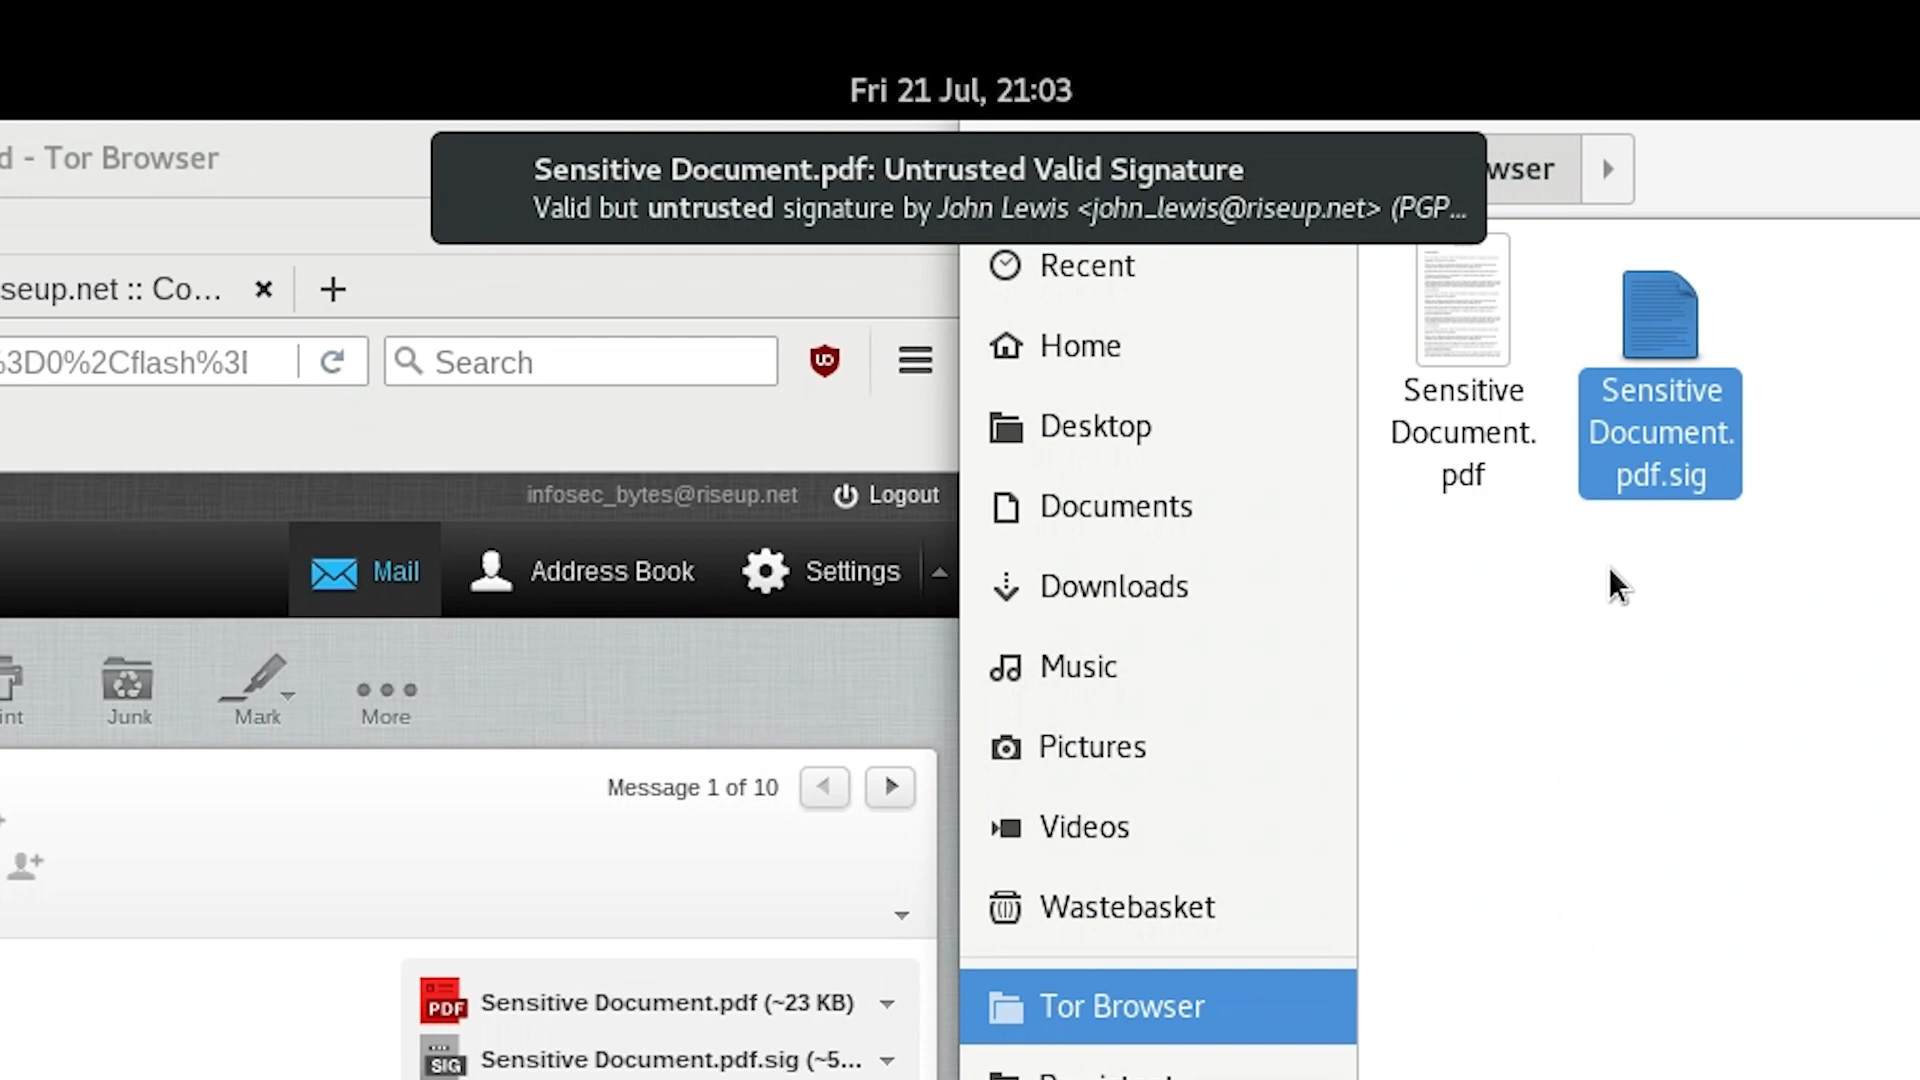 Fri 21 Jul, 21:03
d - Tor Browser
Sensitive Document.pdf: Untrusted Valid Signature
Valid but untrusted signature by John Lewis <john_lewis@riseup.net> (PGP...
wser
seup.net :: Co...
%3D0%2Cflash%3D
Search
infosec_bytes@riseup.net
Logout
Mail
Address Book
Settings
int
Junk
Mark
More
Message 1 of 10
PDF
Sensitive Document.pdf (~23 KB)
SIG
Sensitive Document.pdf.sig (~5...
Recent
Home
Desktop
Documents
Downloads
Music
Pictures
Videos
Wastebasket
Tor Browser
Sensitive
Document.
pdf
Sensitive
Document.
pdf.sig